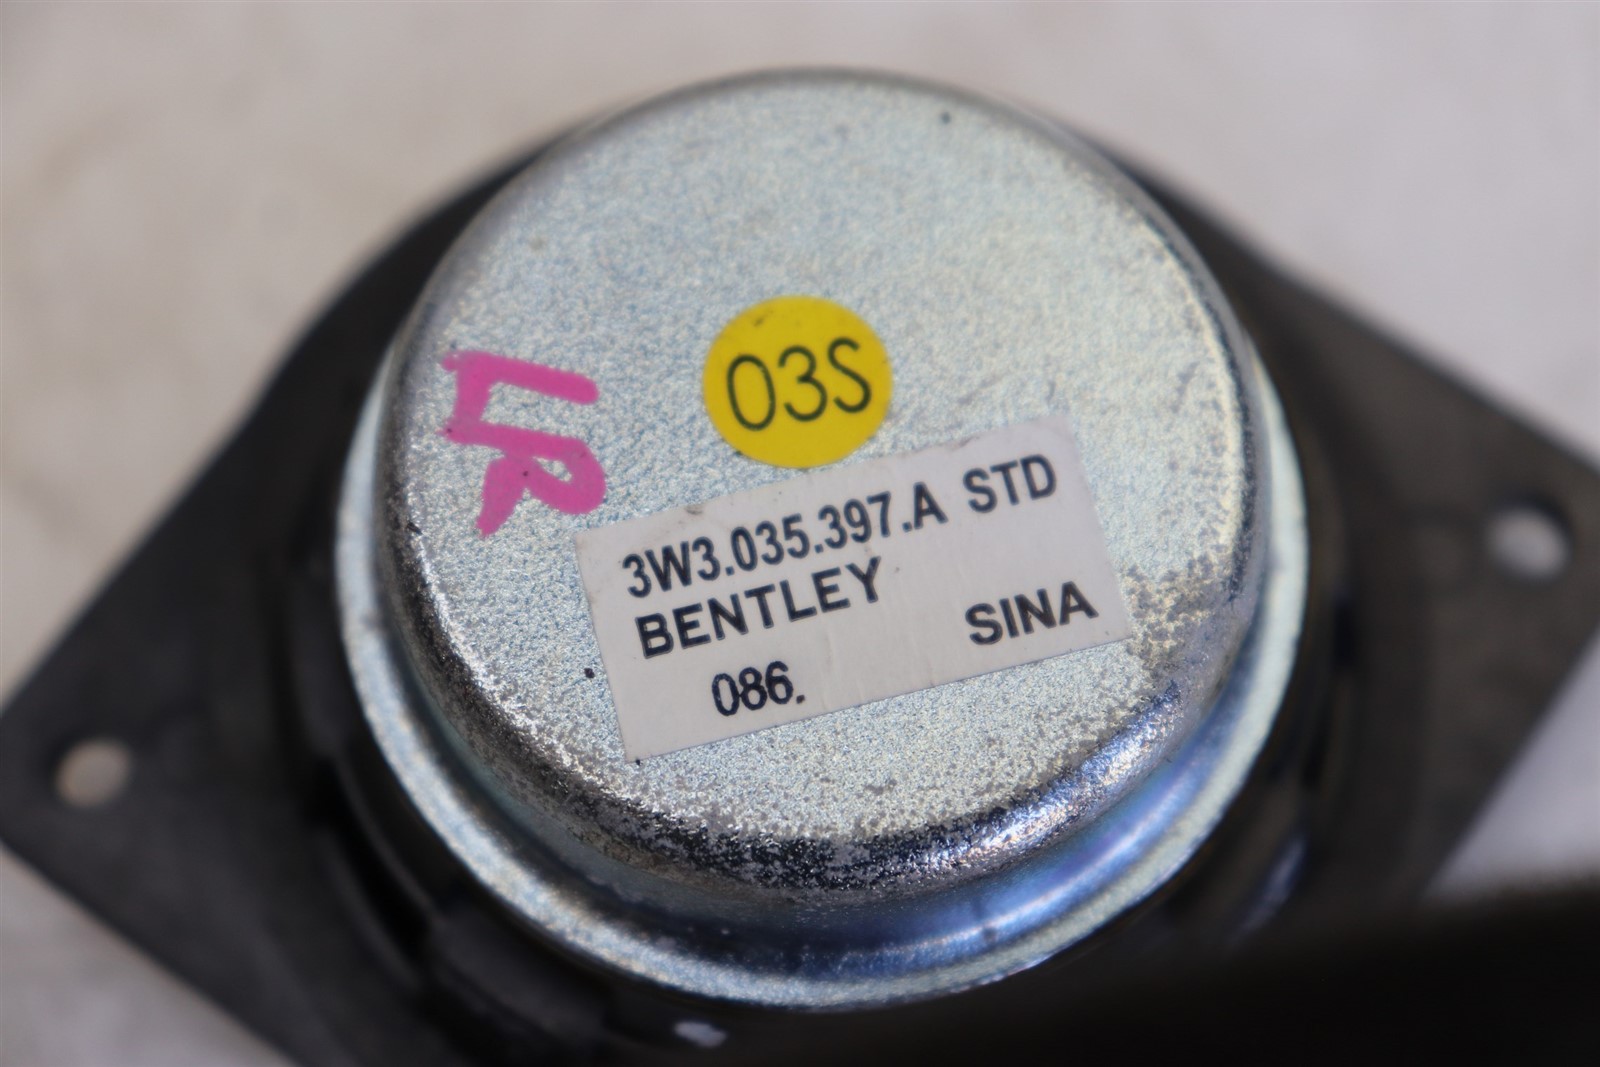 03S
LR
3W3.035.397.A STD
BENTLEY
SINA
086.